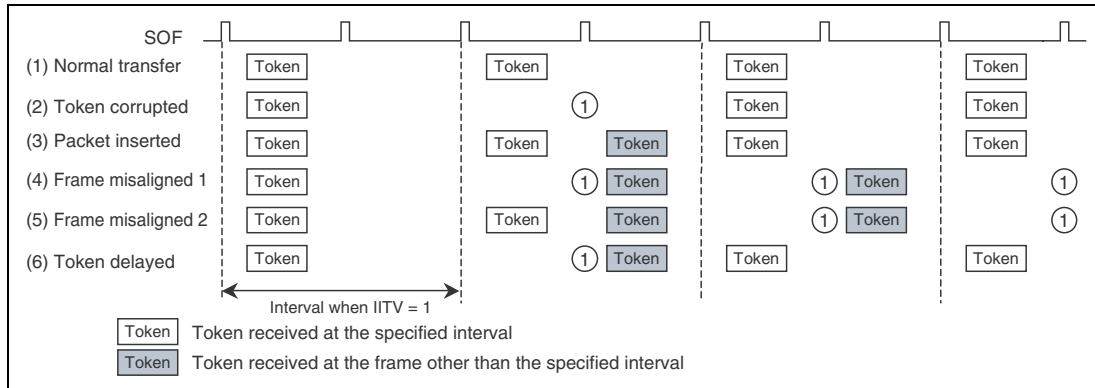 SOF
(1) Normal transfer Token Token Token Token
(2) Token corrupted Token 1 Token Token
(3) Packet inserted Token Token Token Token Token
(4) Frame misaligned 1 Token 1 Token 1 Token 1
(5) Frame misaligned 2 Token Token Token 1 Token 1
(6) Token delayed Token 1 Token Token Token
Interval when IITV = 1
Token Token received at the specified interval
Token Token received at the frame other than the specified interval